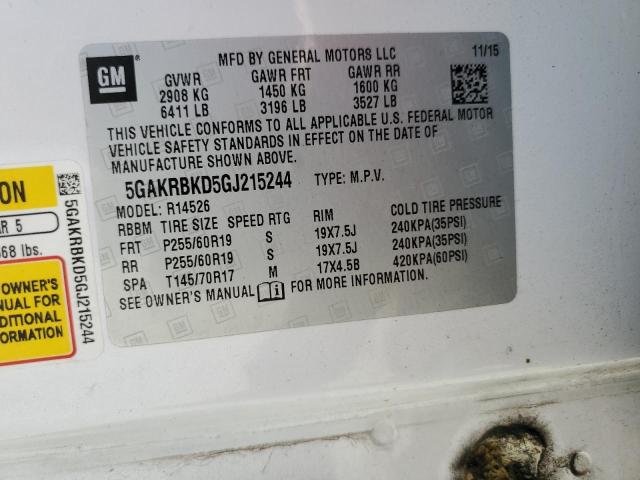 GM
MFD BY GENERAL MOTORS LLC 11/15
GVWR GAWR FRT GAWR RR
2908 KG 1450 KG 1600 KG
6411 LB 3196 LB 3527 LB
THIS VEHICLE CONFORMS TO ALL APPLICABLE U.S. FEDERAL MOTOR
VEHICLE SAFETY STANDARDS IN EFFECT ON THE DATE OF
MANUFACTURE SHOWN ABOVE.
5GAKRBKD5GJ215244 TYPE: M.P.V.
MODEL: R14526
RBBM TIRE SIZE SPEED RTG RIM COLD TIRE PRESSURE
FRT P255/60R19 S 19X7.5J 240KPA(35PSI)
RR P255/60R19 S 19X7.5J 240KPA(35PSI)
SPA T145/70R17 M 17X4.5B 420KPA(60PSI)
SEE OWNER'S MANUAL FOR MORE INFORMATION.
ION
AR 5
668 lbs.
OWNER'S
NUAL FOR
DITIONAL
ORMATION
5GAKRBKD5GJ215244